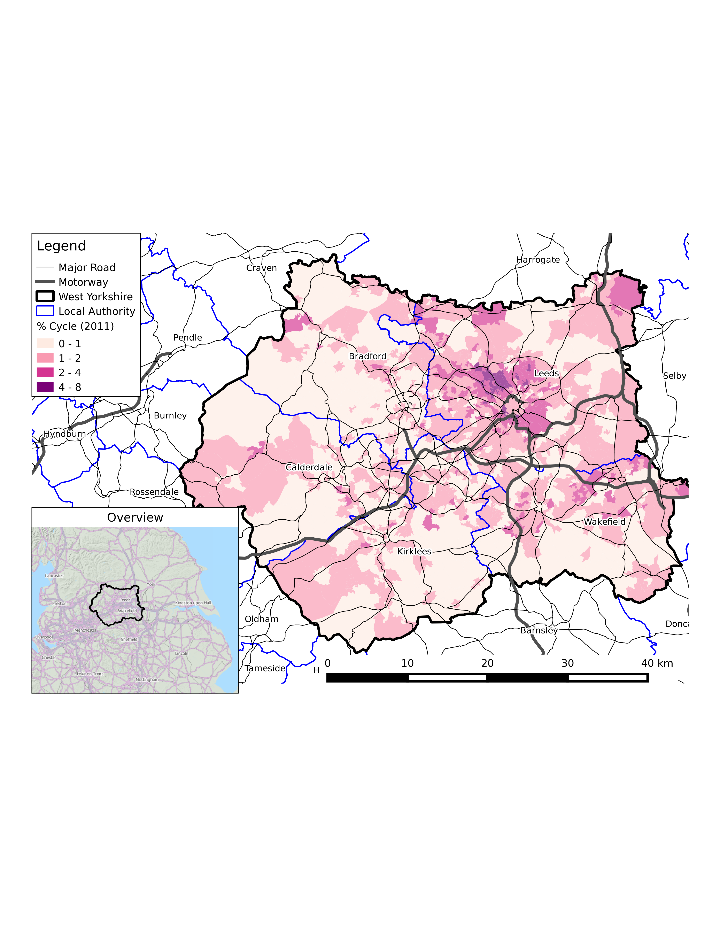 Legend
Major Road
Motorway
West Yorkshire
Local Authority
% Cycle (2011)
0 - 1
1 - 2
2 - 4
4 - 8
Craven
Harrogate
Pendle
Bradford
Leeds
Selby
Burnley
Hyndburn
Calderdale
Rossendale
Wakefield
Kirklees
Oldham
Barnsley
Donca
Tameside
H
Overview
0 10 20 30 40 km